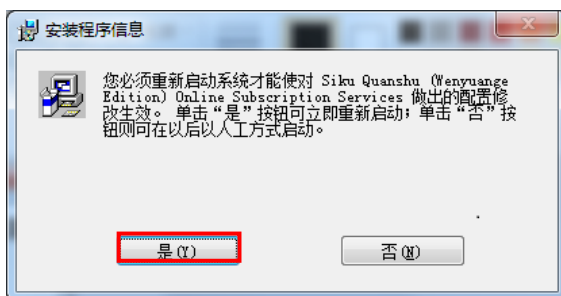 安装程序信息
您必须重新启动系统才能使对 Siku Quanshu (Wenyuange
Edition) Online Subscription Services 做出的配置修
改生效。 单击“是”按钮可立即重新启动；单击“否”按
钮则可在以后以人工方式启动。
是(Y)
否(N)